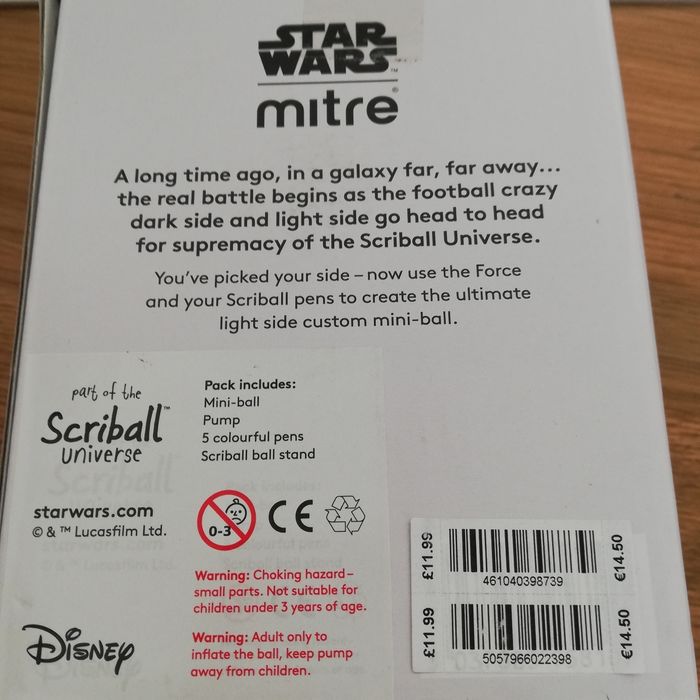 STAR
WARS™
mitre®
A long time ago, in a galaxy far, far away...
the real battle begins as the football crazy
dark side and light side go head to head
for supremacy of the Scriball Universe.
You've picked your side – now use the Force
and your Scriball pens to create the ultimate
light side custom mini-ball.
part of the
Scriball™
Universe
starwars.com
© & ™ Lucasfilm Ltd.
Disney
Pack includes:
Mini-ball
Pump
5 colourful pens
Scriball ball stand
0-3
CE
Warning: Choking hazard–
small parts. Not suitable for
children under 3 years of age.
Warning: Adult only to
inflate the ball, keep pump
away from children.
£11.99
461040398739
€14.50
£11.99
5057966022398
€14.50